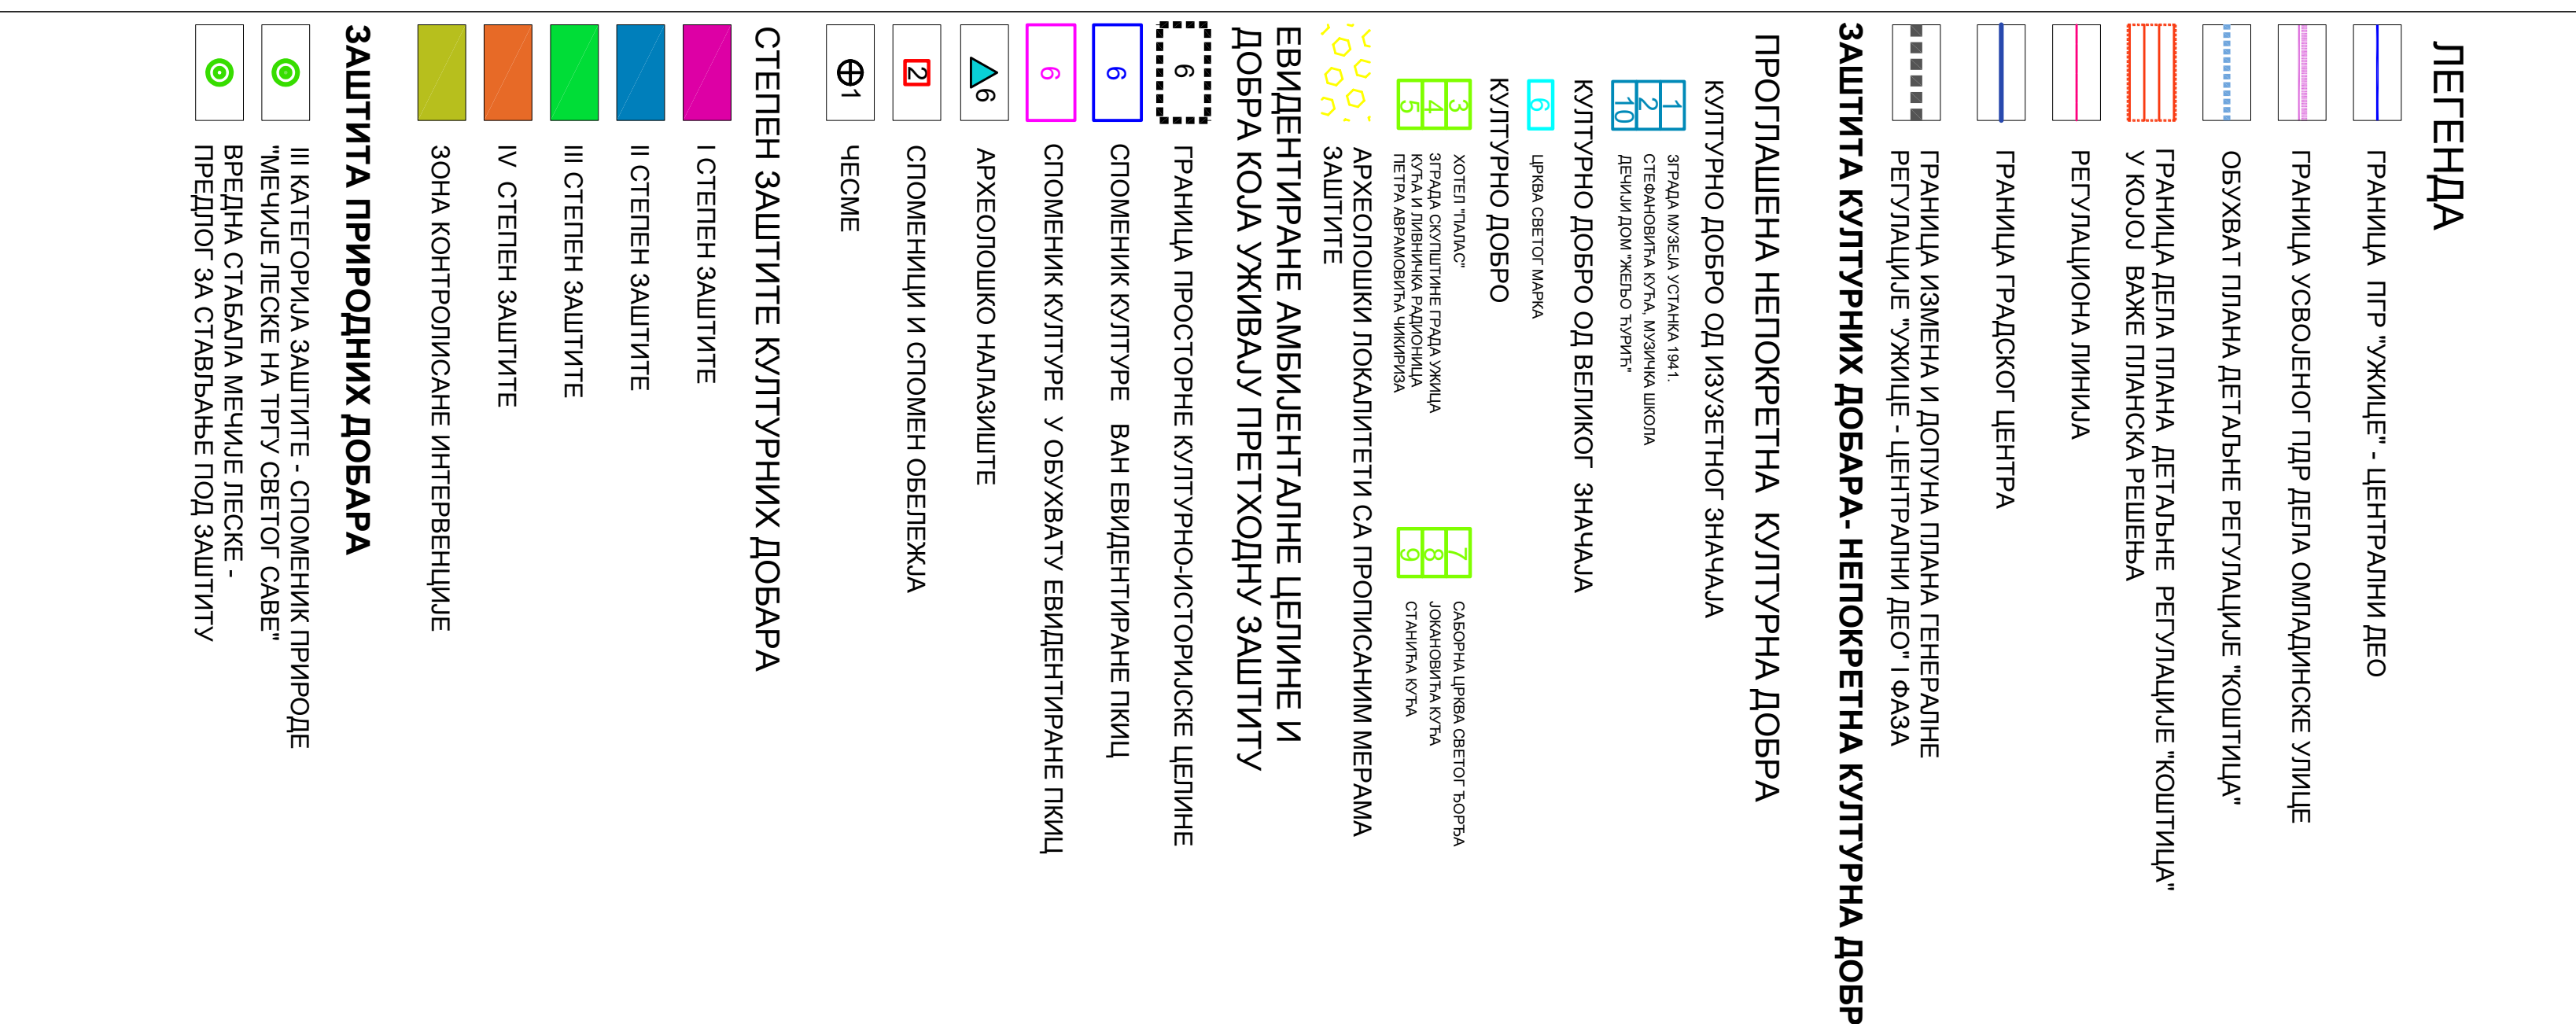 ЛЕГЕНДА
ГРАНИЦА ПГР "УЖИЦЕ" - ЦЕНТРАЛНИ ДЕО
ГРАНИЦА УСВОЈЕНОГ ПДР ДЕЛА ОМЛАДИНСКЕ УЛИЦЕ
ОБУХВАТ ПЛАНА ДЕТАЉНЕ РЕГУЛАЦИЈЕ "КОШТИЦА"
ГРАНИЦА ДЕЛА ПЛАНА ДЕТАЉНЕ РЕГУЛАЦИЈЕ "КОШТИЦА"
У КОЈОЈ ВАЖЕ ПЛАНСКА РЕШЕЊА
РЕГУЛАЦИОНА ЛИНИЈА
ГРАНИЦА ГРАДСКОГ ЦЕНТРА
ГРАНИЦА ИЗМЕНА И ДОПУНА ПЛАНА ГЕНЕРАЛНЕ
РЕГУЛАЦИЈЕ "УЖИЦЕ - ЦЕНТРАЛНИ ДЕО" I ФАЗА
ЗАШТИТА КУЛТУРНИХ ДОБАРА- НЕПОКРЕТНА КУЛТУРНА ДОБР
ПРОГЛАШЕНА НЕПОКРЕТНА КУЛТУРНА ДОБРА
КУЛТУРНО ДОБРО ОД ИЗУЗЕТНОГ ЗНАЧАЈА
1 ЗГРАДА МУЗЕЈА УСТАНКА 1941.
2 СТЕФАНОВИЋА КУЋА, МУЗИЧКА ШКОЛА
10 ДЕЧИЈИ ДОМ "ЖЕЉО ЂУРИЋ"
КУЛТУРНО ДОБРО ОД ВЕЛИКОГ ЗНАЧАЈА
6 ЦРКВА СВЕТОГ МАРКА
КУЛТУРНО ДОБРО
3 ХОТЕЛ "ПАЛАС"
4 ЗГРАДА СКУПШТИНЕ ГРАДА УЖИЦА
5 КУЋА И ЛИВНИЧКА РАДИОНИЦА
ПЕТРА АВРАМОВИЋА ЧИКИРИЗА
7 САБОРНА ЦРКВА СВЕТОГ ЂОРЂА
8 ЈОКАНОВИЋА КУЋА
9 СТАНИЋА КУЋА
АРХЕОЛОШКИ ЛОКАЛИТЕТИ СА ПРОПИСАНИМ МЕРАМА
ЗАШТИТЕ
ЕВИДЕНТИРАНЕ АМБИЈЕНТАЛНЕ ЦЕЛИНЕ И
ДОБРА КОЈА УЖИВАЈУ ПРЕТХОДНУ ЗАШТИТУ
6 ГРАНИЦА ПРОСТОРНЕ КУЛТУРНО-ИСТОРИЈСКЕ ЦЕЛИНЕ
6 СПОМЕНИК КУЛТУРЕ ВАН ЕВИДЕНТИРАНЕ ПКИЦ
6 СПОМЕНИК КУЛТУРЕ У ОБУХВАТУ ЕВИДЕНТИРАНЕ ПКИЦ
6 АРХЕОЛОШКО НАЛАЗИШТЕ
2 СПОМЕНИЦИ И СПОМЕН ОБЕЛЕЖЈА
1 ЧЕСМЕ
СТЕПЕН ЗАШТИТЕ КУЛТУРНИХ ДОБАРА
I СТЕПЕН ЗАШТИТЕ
II СТЕПЕН ЗАШТИТЕ
III СТЕПЕН ЗАШТИТЕ
IV СТЕПЕН ЗАШТИТЕ
ЗОНА КОНТРОЛИСАНЕ ИНТЕРВЕНЦИЈЕ
ЗАШТИТА ПРИРОДНИХ ДОБАРА
III КАТЕГОРИЈА ЗАШТИТЕ - СПОМЕНИК ПРИРОДЕ
"МЕЧИЈЕ ЛЕСКЕ НА ТРГУ СВЕТОГ САВЕ"
ВРЕДНА СТАБАЛА МЕЧИЈЕ ЛЕСКЕ -
ПРЕДЛОГ ЗА СТАВЉАЊЕ ПОД ЗАШТИТУ